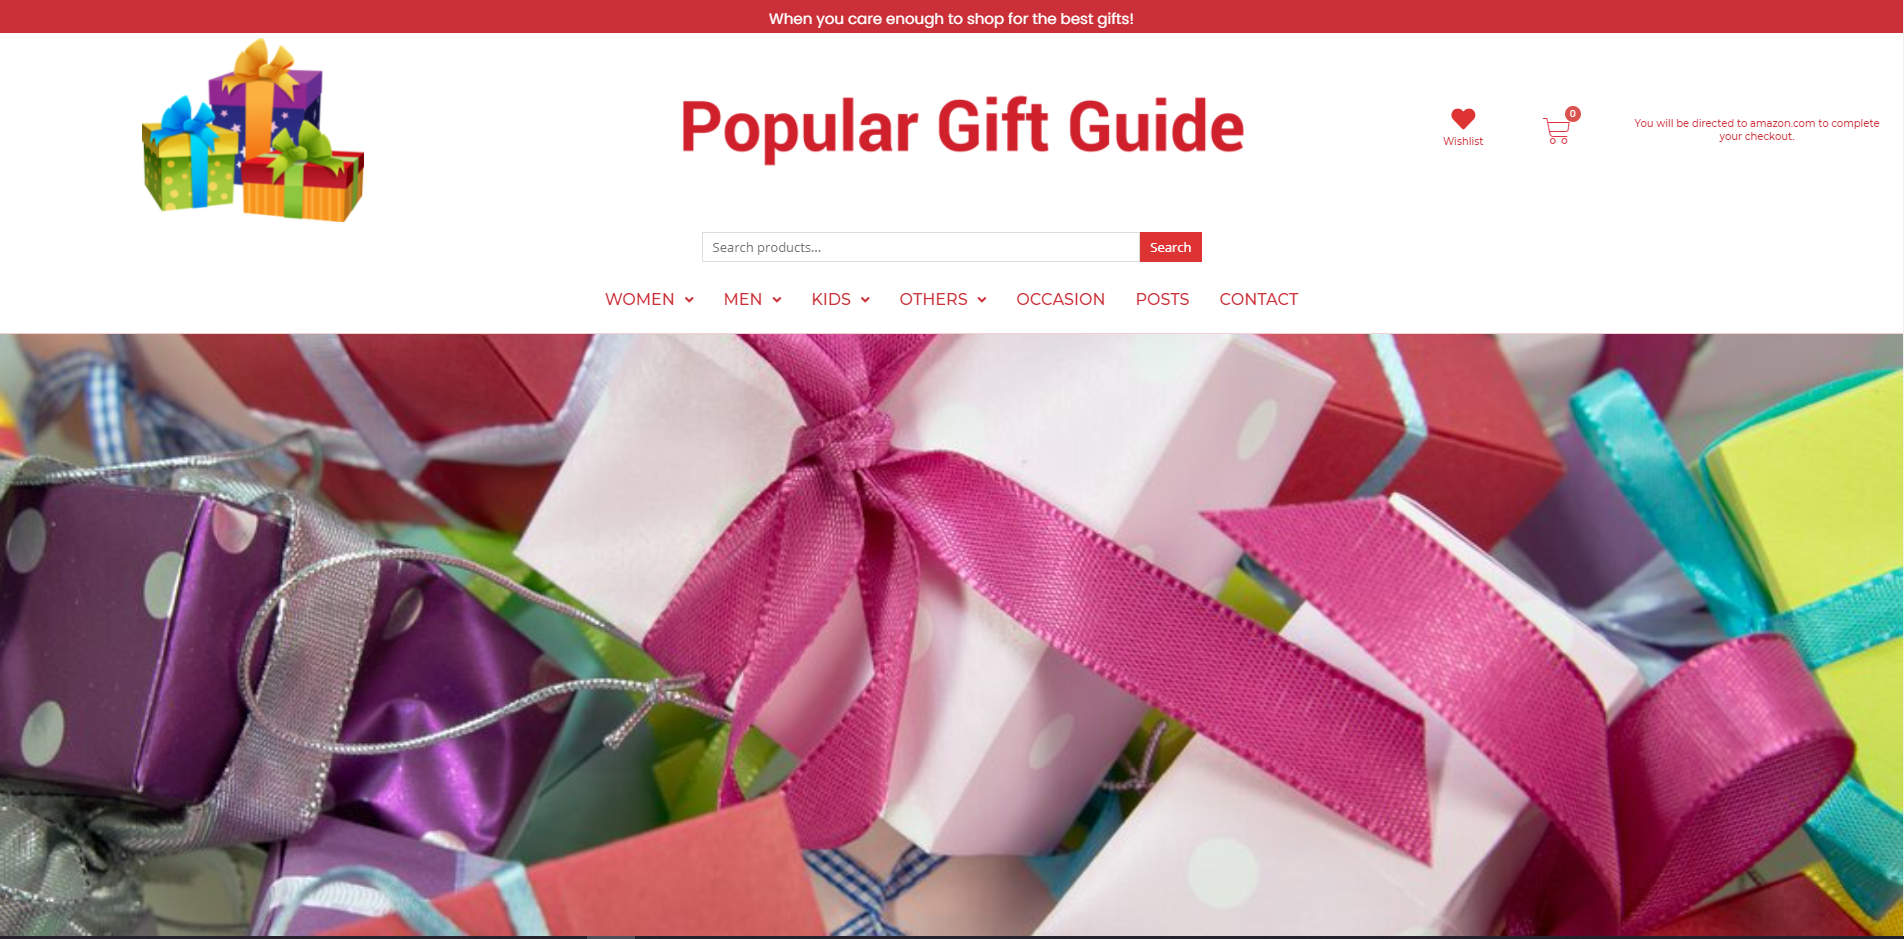 When you care enough to shop for the best gifts!
Popular Gift Guide
Wishlist
0
You will be directed to amazon.com to complete
your checkout.
Search products...
Search
WOMEN MEN KIDS OTHERS OCCASION POSTS CONTACT